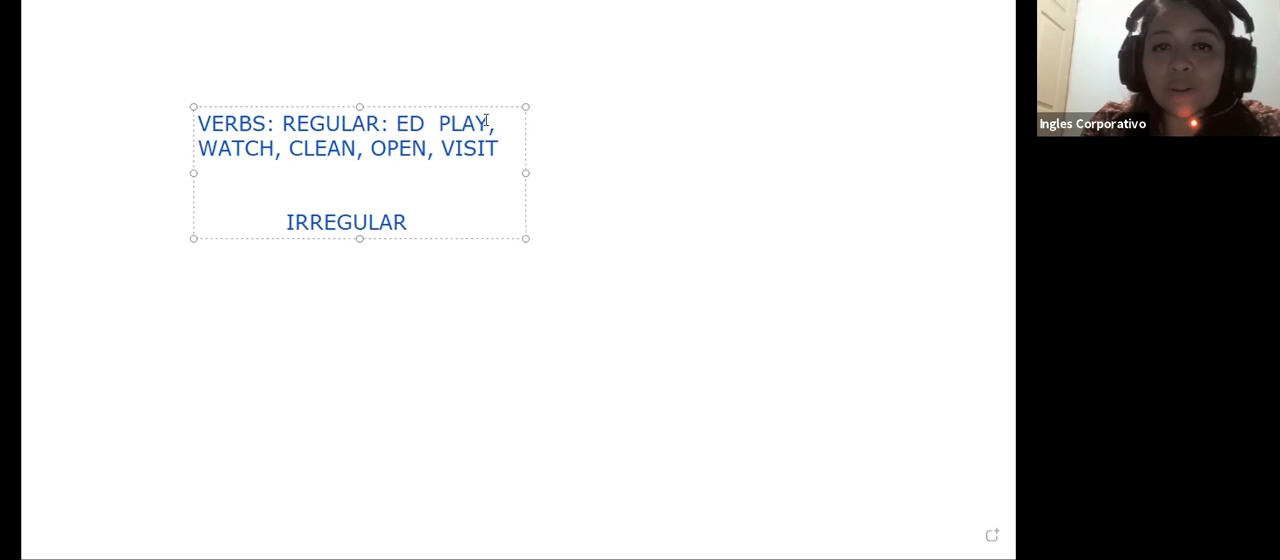 VERBS: REGULAR: ED PLAY,
WATCH, CLEAN, OPEN, VISIT
IRREGULAR
Ingles Corporativo